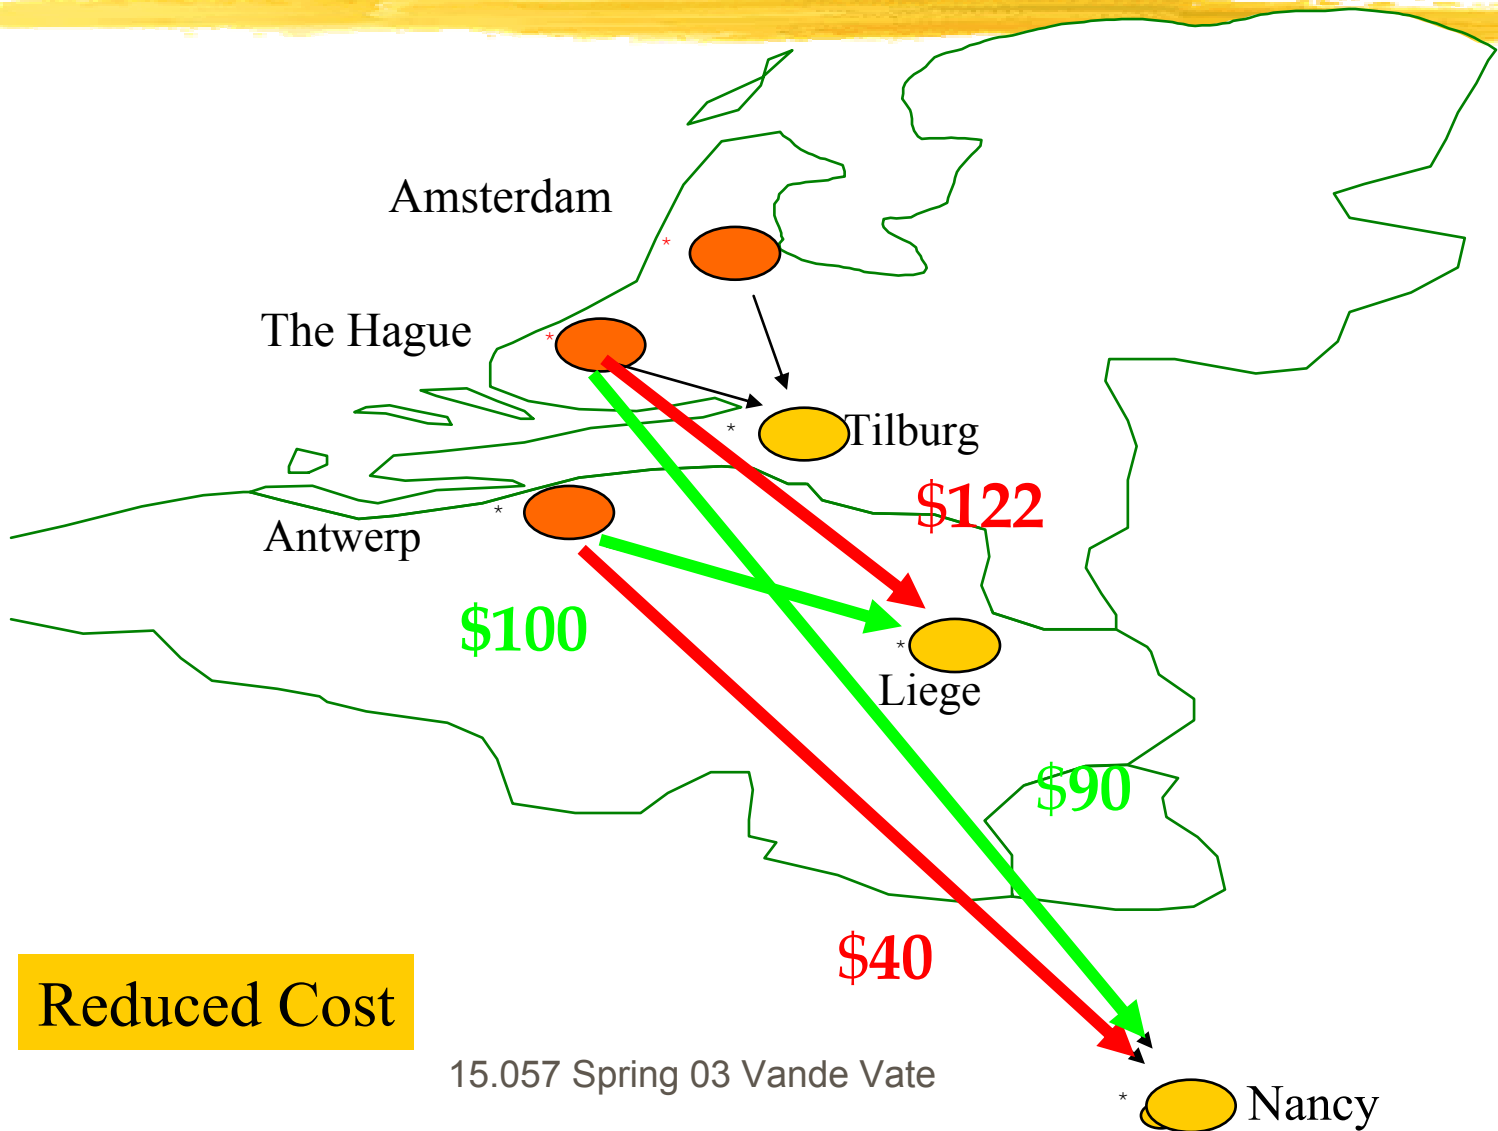 Amsterdam
*
The Hague
*
*
Tilburg
$122
*
Antwerp
$100
*
Liege
$90
$40
Reduced Cost
15.057 Spring 03 Vande Vate
*
Nancy